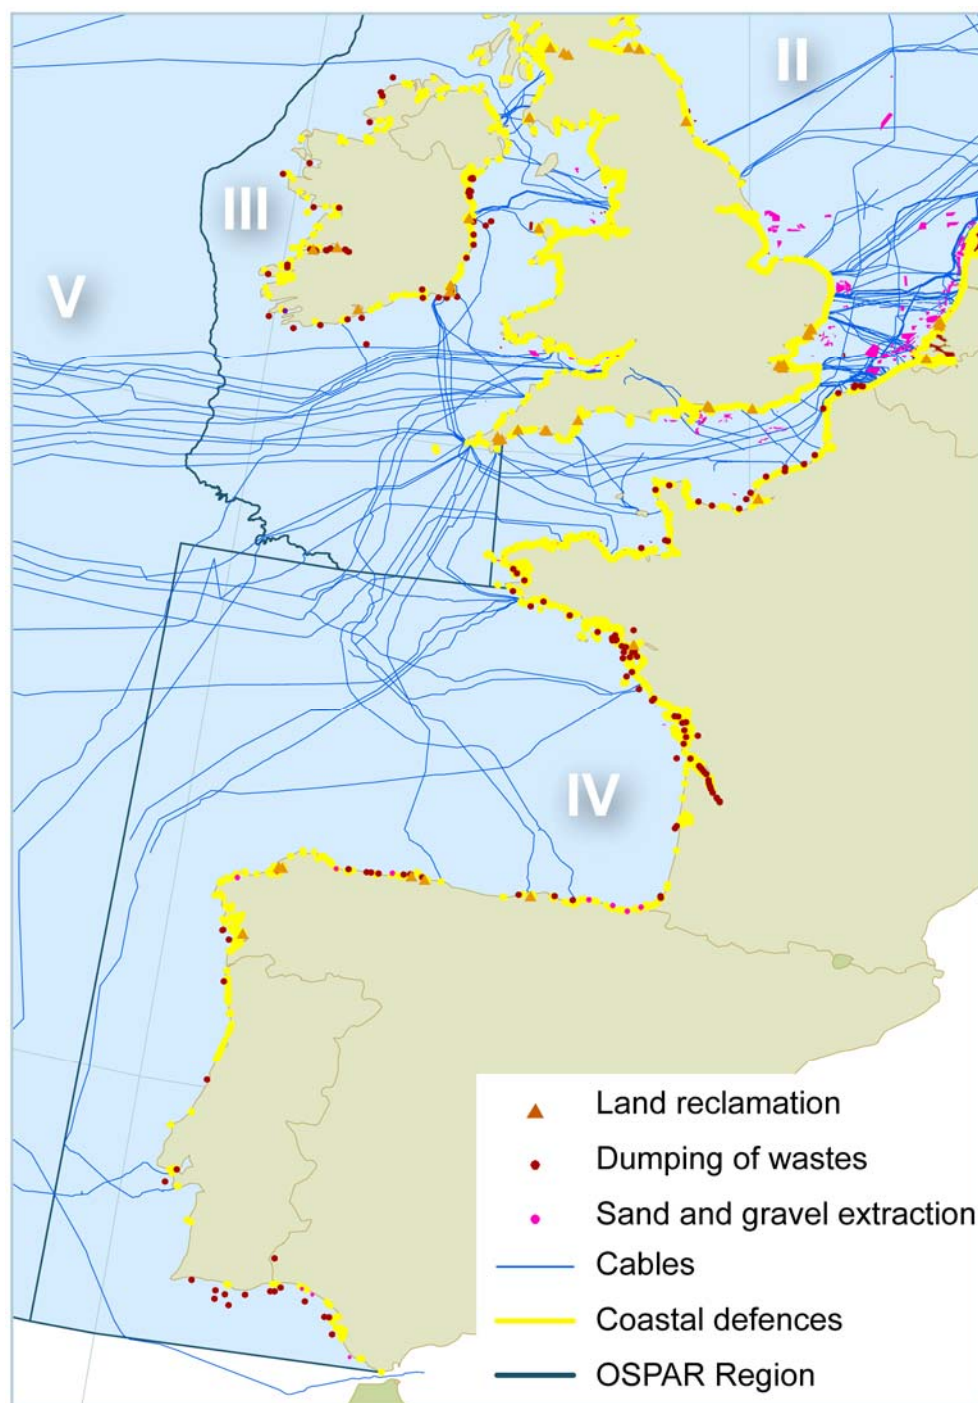 II
III
V
IV
Land reclamation
Dumping of wastes
Sand and gravel extraction
Cables
Coastal defences
OSPAR Region